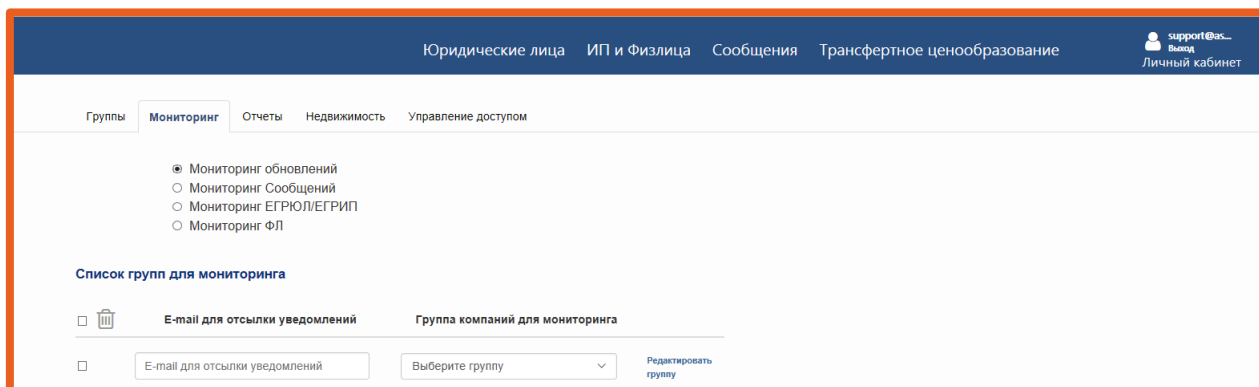 Юридические лица ИП и Физлица Сообщения Трансфертное ценообразование
support@as...
Выход
Личный кабинет
Группы Мониторинг Отчеты Недвижимость Управление доступом
Мониторинг обновлений
Мониторинг Сообщений
Мониторинг ЕГРЮЛ/ЕГРИП
Мониторинг ФЛ
Список групп для мониторинга
E-mail для отсылки уведомлений Группа компаний для мониторинга
E-mail для отсылки уведомлений Выберите группу Редактировать
группу